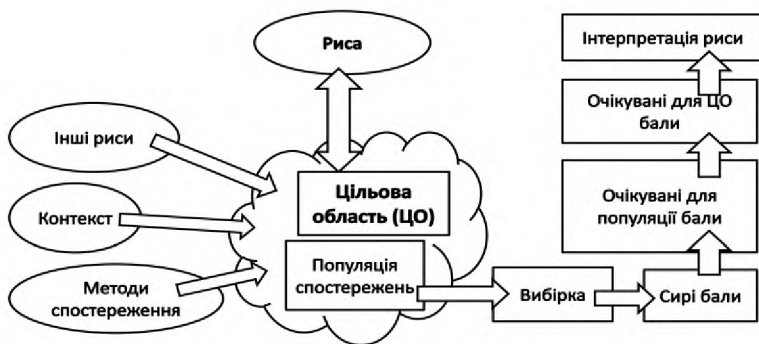 Риса
Інтерпретація риси
Очікувані для ЦО
бали
Інші риси
Цільова
область (ЦО)
Очікувані для
популяції бали
Контекст
Популяція
спостережень
Методи
спостереження
Вибірка
Сирі бали